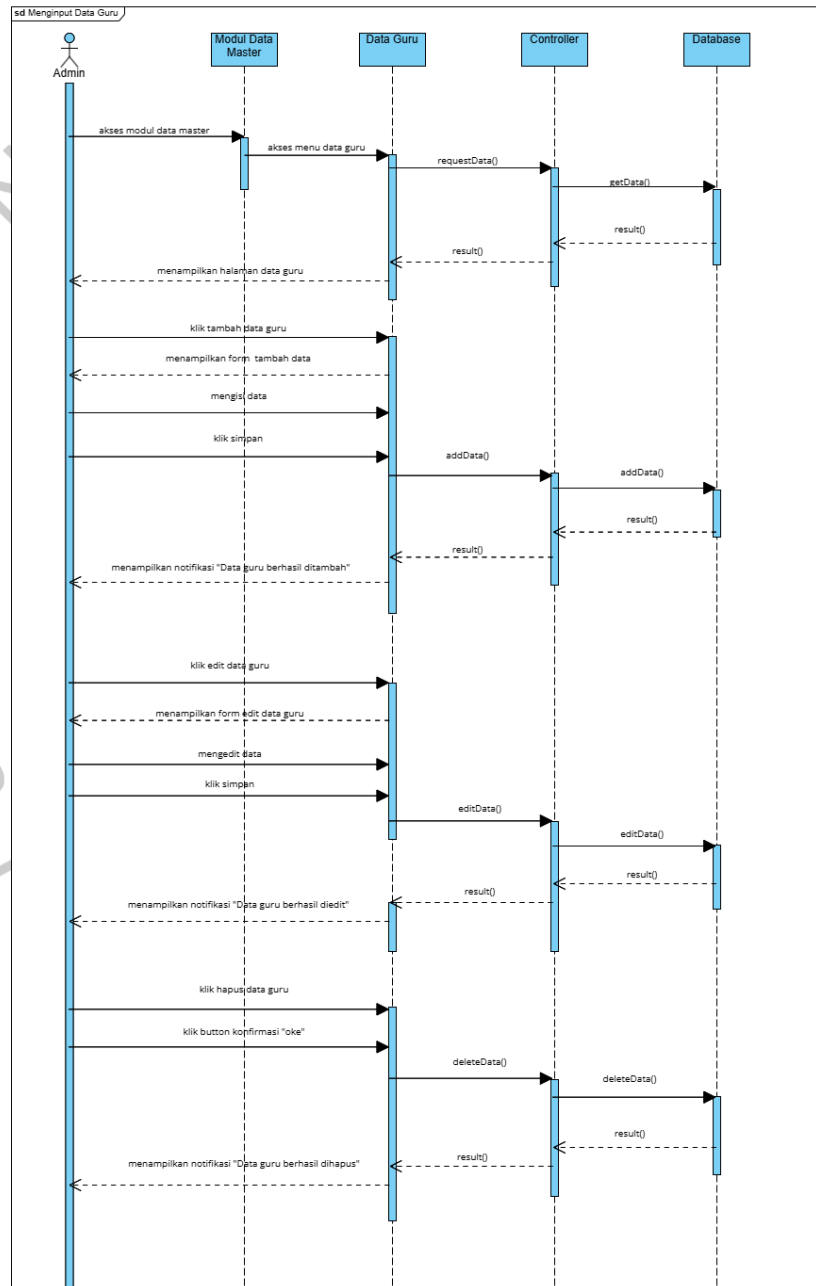 sd Menginput Data Guru
Admin
Modul Data
Master
Data Guru
Controller
Database
akses modul data master
akses menu data guru
requestData()
getData()
result()
result()
menampilkan halaman data guru
klik tambah data guru
menampilkan form  tambah data
mengisi data
klik simpan
addData()
addData()
result()
result()
menampilkan notifikasi "Data guru berhasil ditambah"
klik edit data guru
menampilkan form edit data guru
mengedit data
klik simpan
editData()
editData()
result()
result()
menampilkan notifikasi "Data guru berhasil diedit"
klik hapus data guru
klik button konfirmasi "oke"
deleteData()
deleteData()
result()
result()
menampilkan notifikasi "Data guru berhasil dihapus"